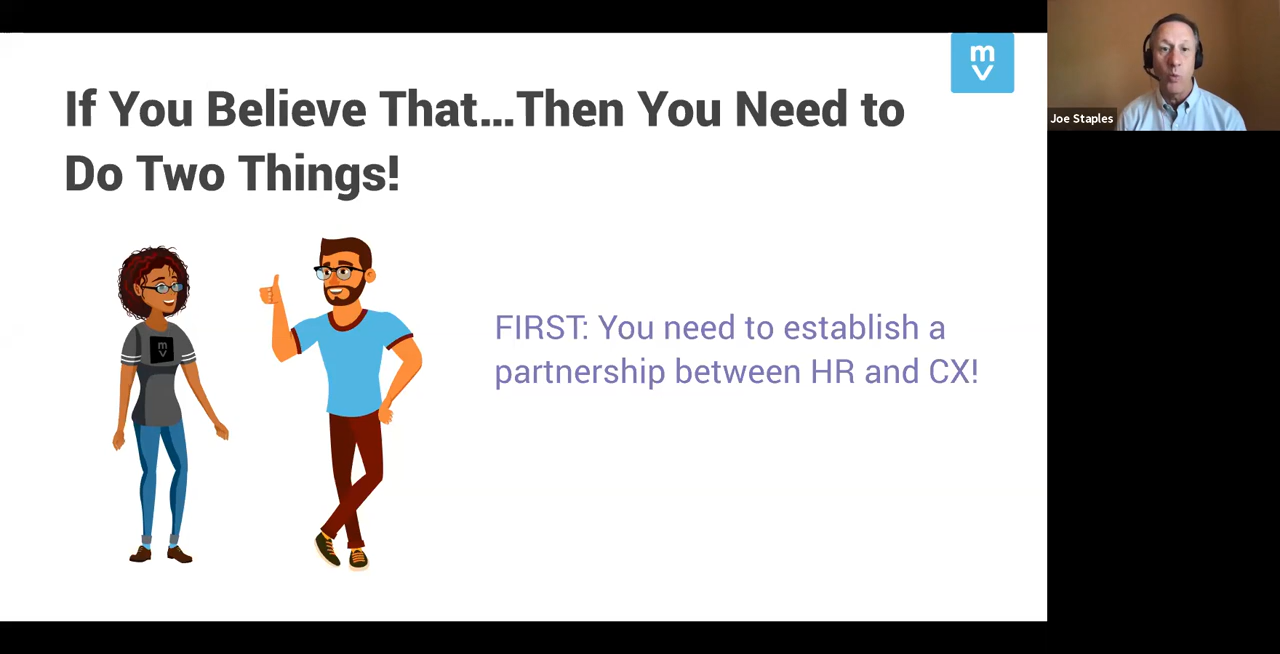 m
v
If You Believe That...Then You Need to
Do Two Things!
m
v
FIRST: You need to establish a
partnership between HR and CX!
Joe Staples